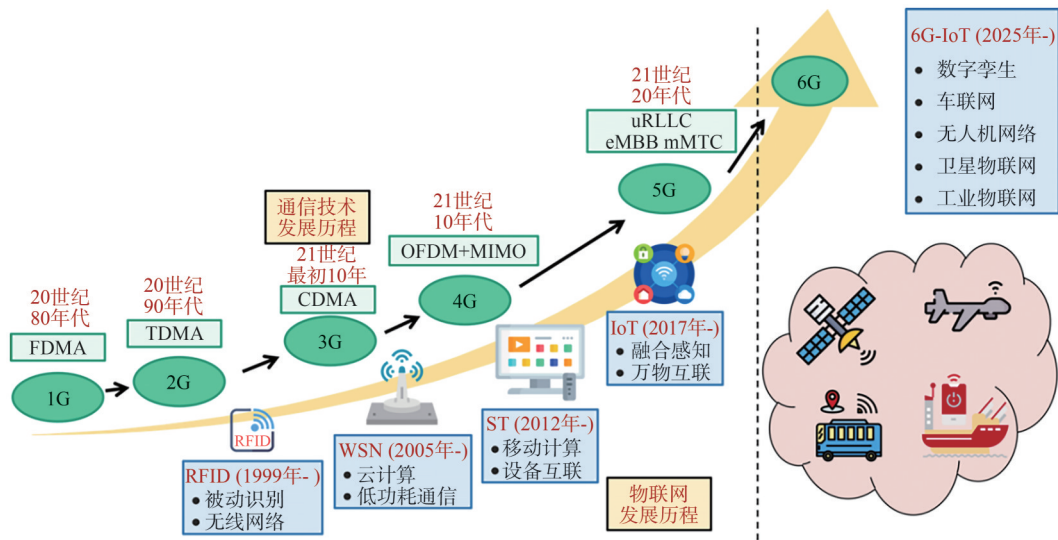 20世纪
80年代
FDMA
1G
20世纪
90年代
TDMA
2G
通信技术
发展历程
21世纪
最初10年
CDMA
3G
21世纪
10年代
OFDM+MIMO
4G
21世纪
20年代
uRLLC
eMBB mMTC
5G
6G
RFID
RFID (1999年- )
● 被动识别
● 无线网络
WSN (2005年-)
● 云计算
● 低功耗通信
ST (2012年-)
● 移动计算
● 设备互联
IoT (2017年-)
● 融合感知
● 万物互联
物联网
发展历程
6G-IoT (2025年-)
● 数字孪生
● 车联网
● 无人机网络
● 卫星物联网
● 工业物联网